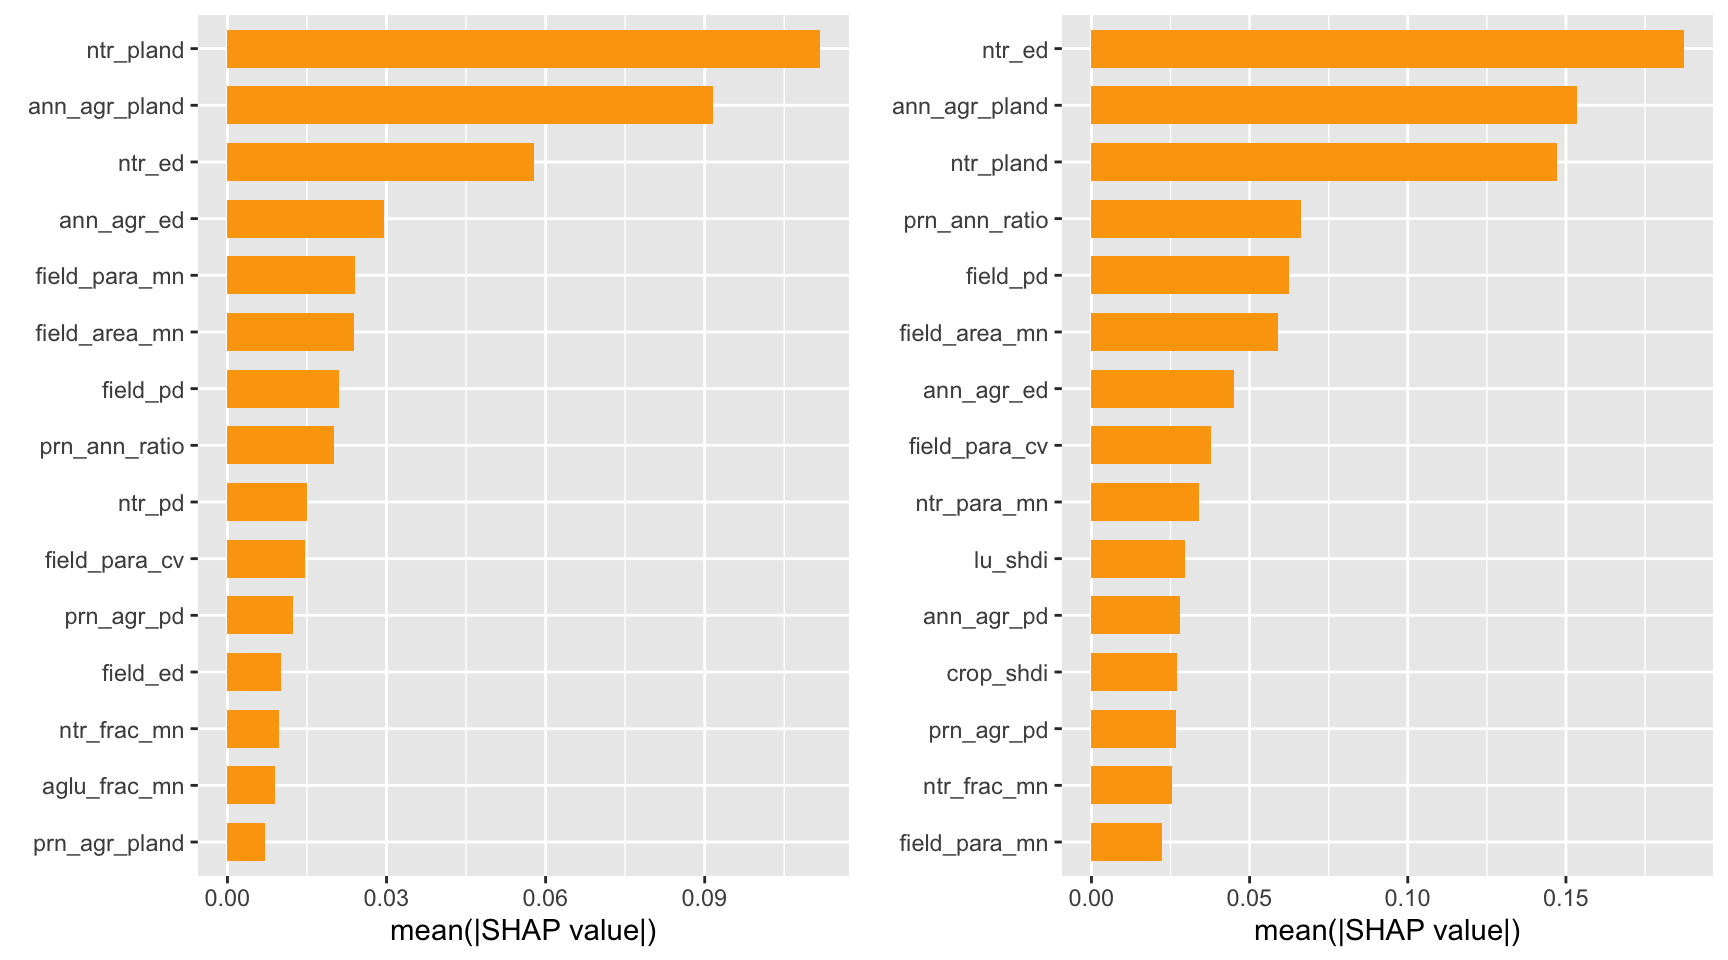 ntr_pland
ann_agr_pland
ntr_ed
ann_agr_ed
field_para_mn
field_area_mn
field_pd
prn_ann_ratio
ntr_pd
field_para_cv
prn_agr_pd
field_ed
ntr_frac_mn
aglu_frac_mn
prn_agr_pland
0.00 0.03 0.06 0.09
mean(|SHAP value|)
ntr_ed
ann_agr_pland
ntr_pland
prn_ann_ratio
field_pd
field_area_mn
ann_agr_ed
field_para_cv
ntr_para_mn
lu_shdi
ann_agr_pd
crop_shdi
prn_agr_pd
ntr_frac_mn
field_para_mn
0.00 0.05 0.10 0.15
mean(|SHAP value|)